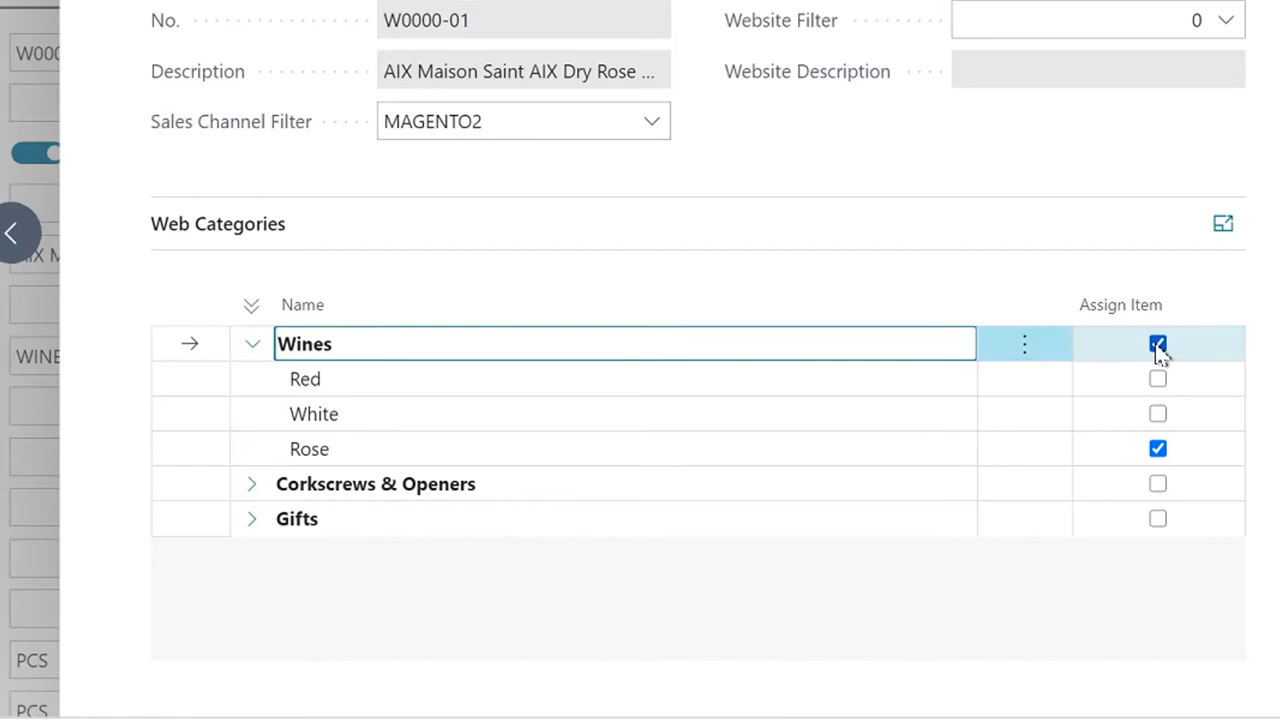 No. W0000-01 Website Filter 0
Description AIX Maison Saint AIX Dry Rose ... Website Description
Sales Channel Filter MAGENTO2
Web Categories
Name Assign Item
Wines
Red
White
Rose
Corkscrews & Openers
Gifts
W000
AIX M
WINE
PCS
PCS